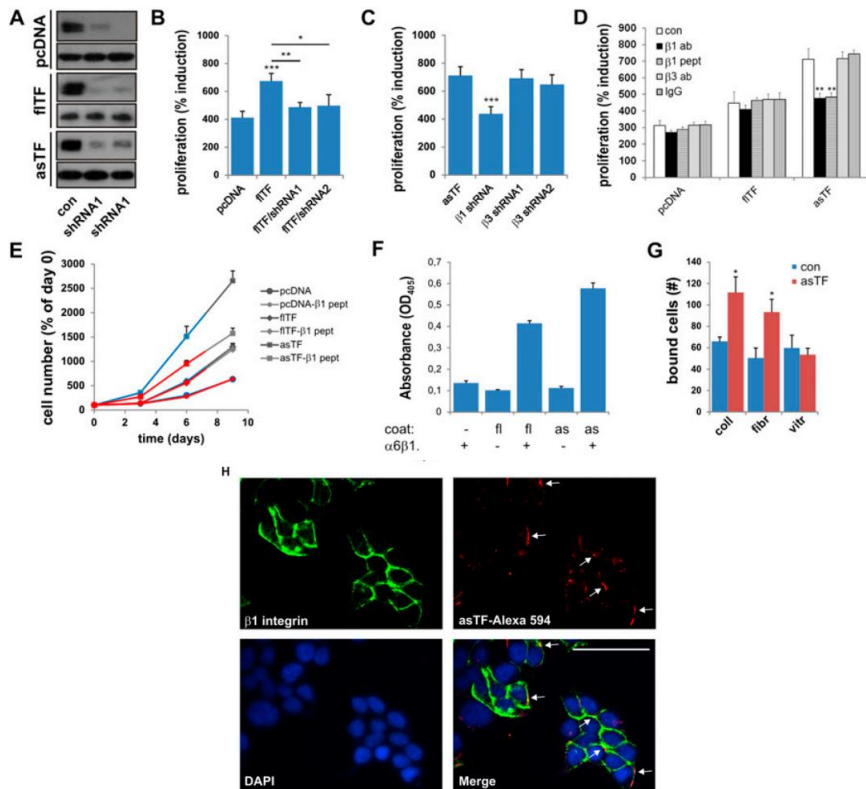 A
pcDNA
flTF
asTF
con
shRNA1
shRNA1
B
proliferation (% induction)
1000
800
600
400
200
0
***
**
*
pcDNA
flTF
flTF/shRNA1
flTF/shRNA2
C
proliferation (% induction)
1000
800
600
400
200
0
***
asTF
β1 shRNA
β3 shRNA1
β3 shRNA2
D
proliferation (% induction)
900
800
700
600
500
400
300
200
100
0
con
β1 ab
β1 pept
β3 ab
IgG
** **
pcDNA
flTF
asTF
E
cell number (% of day 0)
3000
2500
2000
1500
1000
500
0
0 2 4 6 8 10
time (days)
pcDNA
pcDNA-β1 pept
flTF
flTF-β1 pept
asTF
asTF-β1 pept
F
Absorbance (OD405)
0,7
0,6
0,5
0,4
0,3
0,2
0,1
0
coat: - fl fl as as
α6β1. + - + - +
G
bound cells (#)
140
120
100
80
60
40
20
0
con
asTF
*
*
coll
fibr
vitr
H
β1 integrin
asTF-Alexa 594
DAPI
Merge